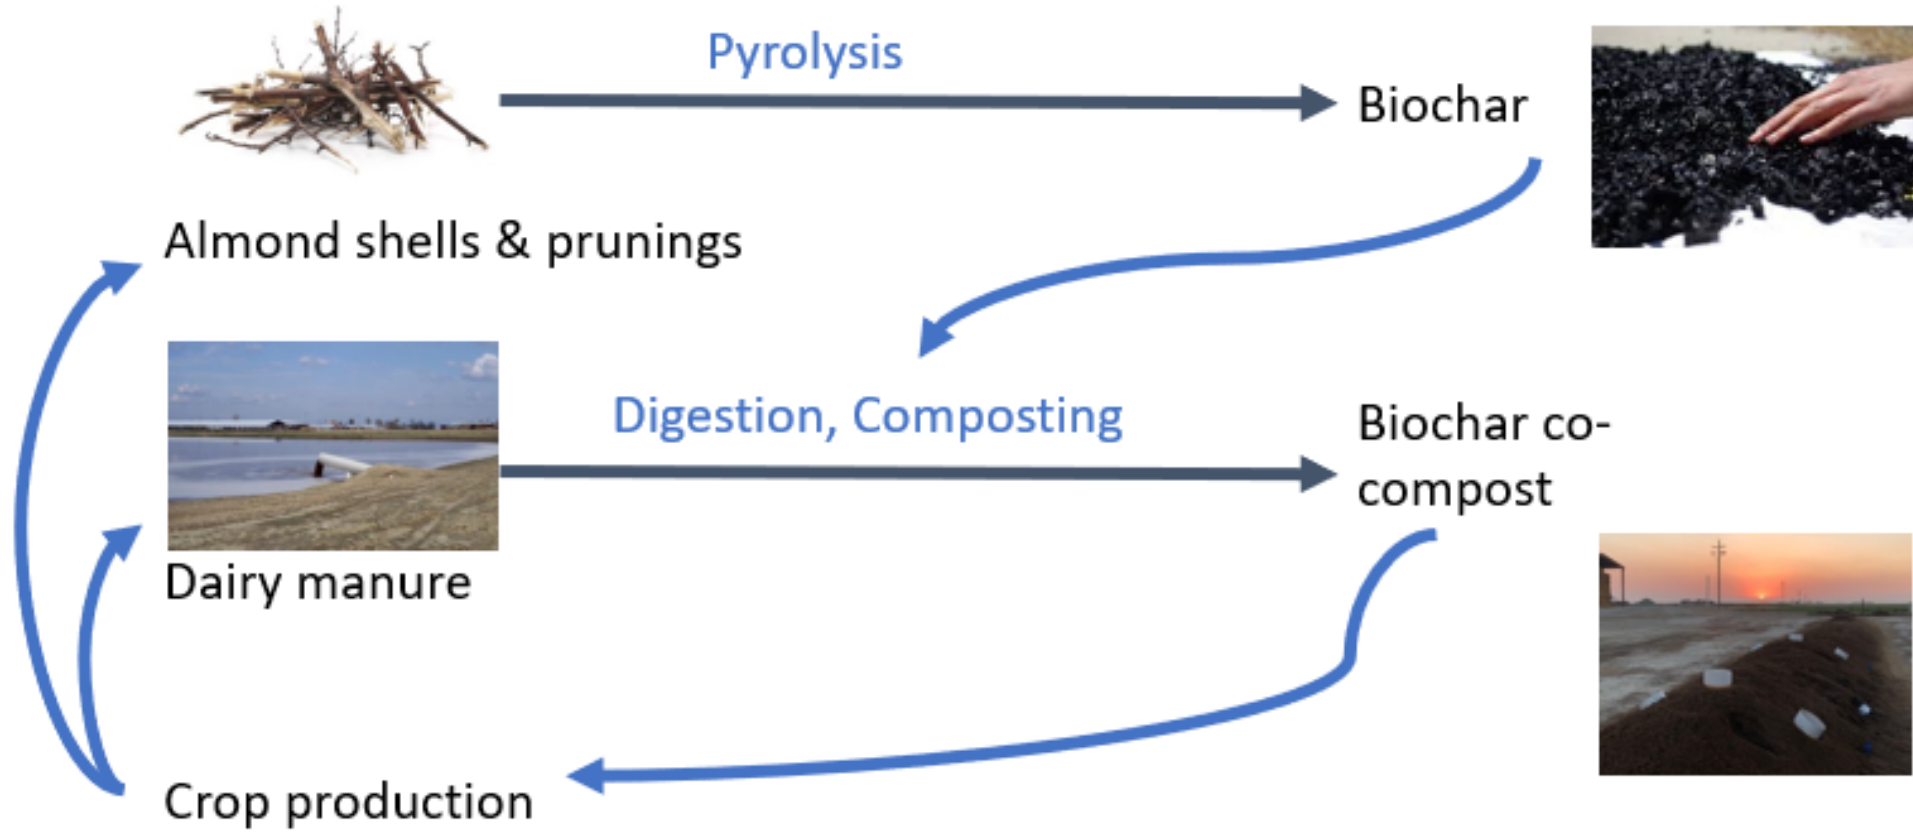 Pyrolysis
Biochar
Almond shells & prunings
Digestion, Composting
Biochar co-
compost
Dairy manure
Crop production